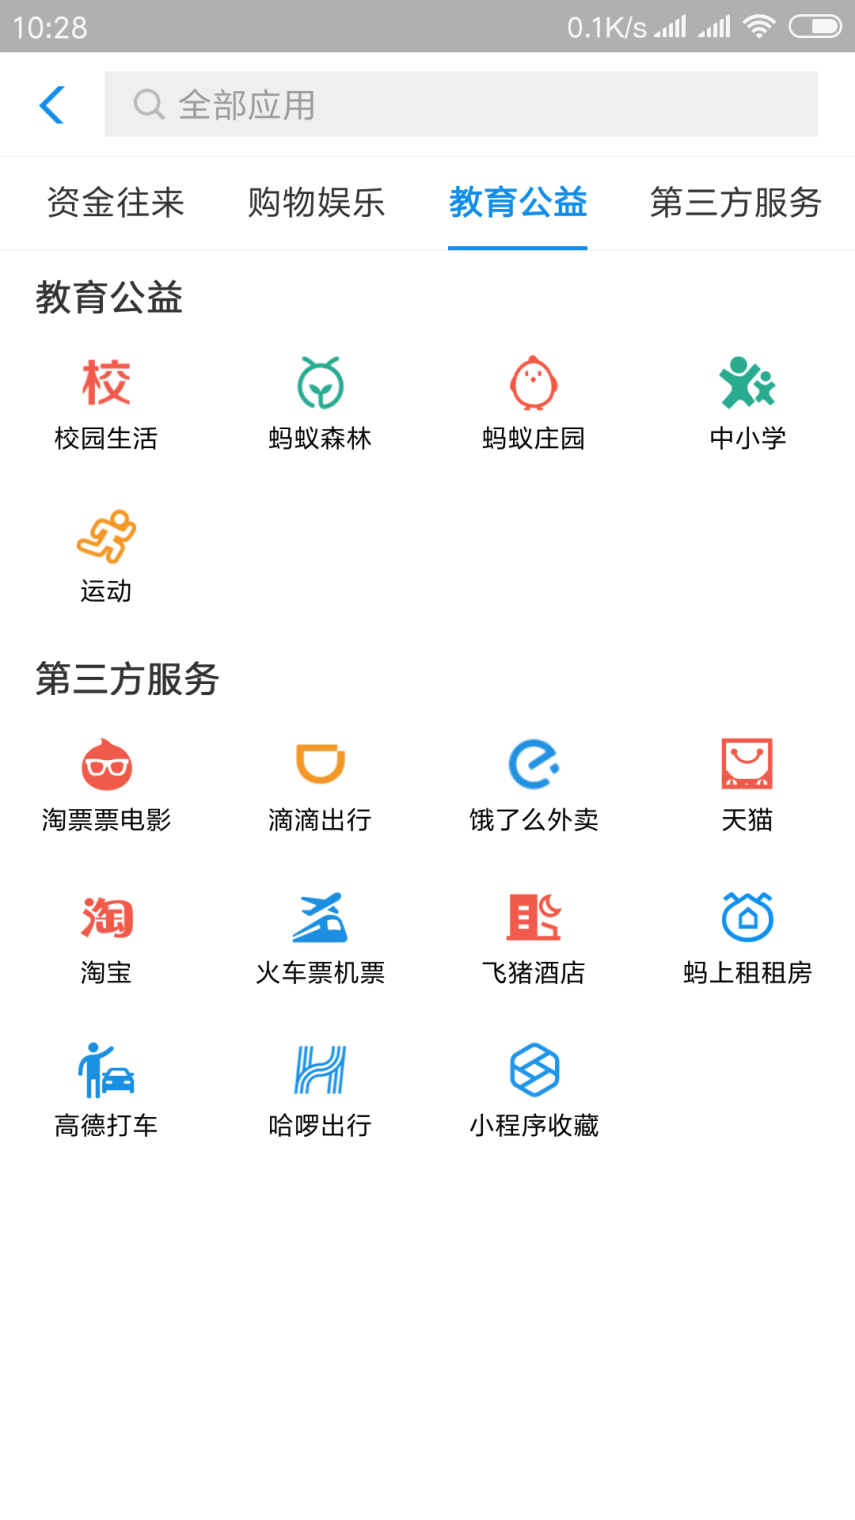 10:28 0.1K/s
全部应用
资金往来 购物娱乐 教育公益 第三方服务
教育公益
校
校园生活 蚂蚁森林 蚂蚁庄园 中小学
运动
第三方服务
淘票票电影 滴滴出行 饿了么外卖 天猫
淘
淘宝 火车票机票 飞猪酒店 蚂上租租房
高德打车 哈啰出行 小程序收藏